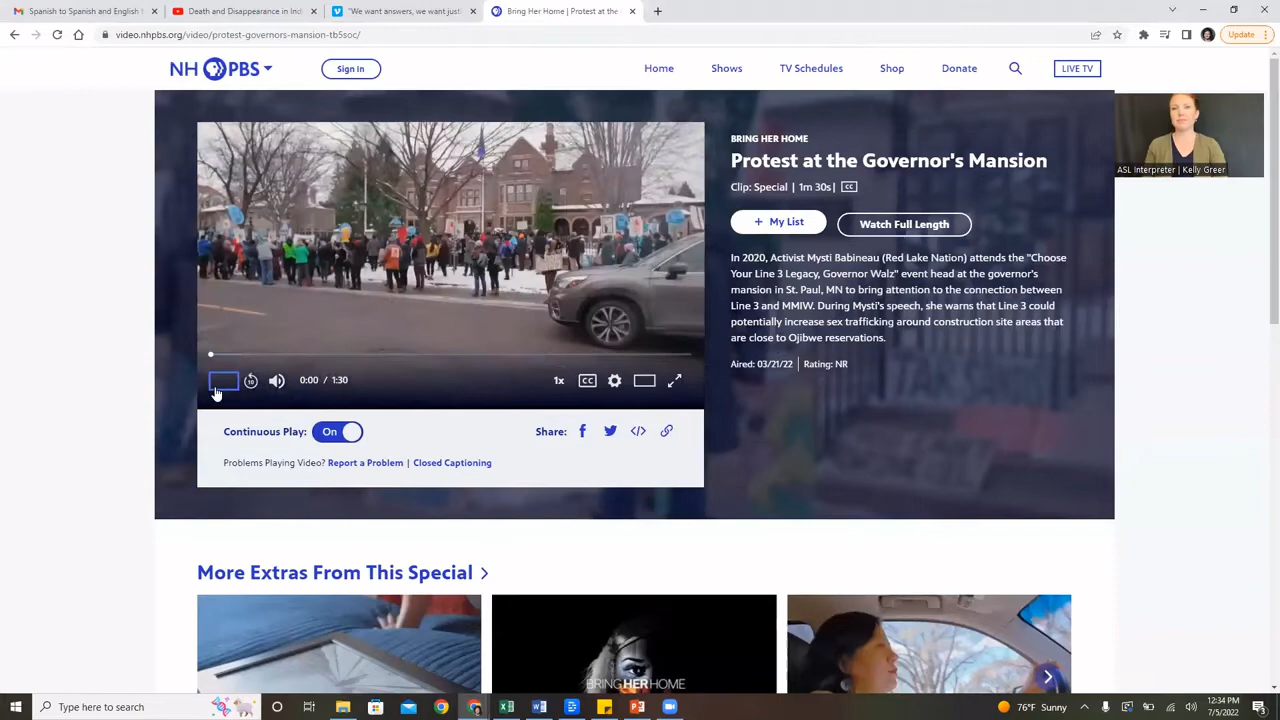 Spanish to Spanish and English
Death and Disappearance in Ind
"We want answers, we want just
Bring Her Home | Protest at the
video.nhpbs.org/video/protest-governors-mansion-tb5soc/
Update
NH PBS
Sign In
Home
Shows
TV Schedules
Shop
Donate
LIVE TV
BRING HER HOME
Protest at the Governor's Mansion
Clip: Special | 1m 30s | CC
+ My List
Watch Full Length
In 2020, Activist Mysti Babineau (Red Lake Nation) attends the "Choose
Your Line 3 Legacy, Governor Walz" event head at the governor's
mansion in St. Paul, MN to bring attention to the connection between
Line 3 and MMIW. During Mysti's speech, she warns that Line 3 could
potentially increase sex trafficking around construction site areas that
are close to Ojibwe reservations.
Aired: 03/21/22 | Rating: NR
ASL Interpreter | Kelly Greer
10
0:00 / 1:30
1x
CC
Continuous Play: On
Share:
Problems Playing Video? Report a Problem | Closed Captioning
More Extras From This Special
BRING HER HOME
Type here to search
76°F Sunny
12:34 PM
7/5/2022
3